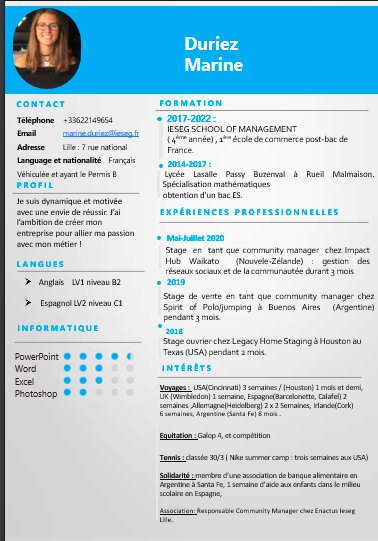 Duriez
Marine
CONTACT
Téléphone +33622149654
Email marine.duriez@ieseg.fr
Adresse Lille : 7 rue national
Language et nationalité Français
Véhiculée et ayant le Permis B
PROFIL
Je suis dynamique et motivée
avec une envie de réussir. J'ai
l'ambition de créer mon
entreprise pour allier ma passion
avec mon métier !
LANGUES
Anglais LV1 niveau B2
Espagnol LV2 niveau C1
INFORMATIQUE
PowerPoint
Word
Excel
Photoshop
FORMATION
2017-2022 :
IESEG SCHOOL OF MANAGEMENT
( 4ème année) , 1ère école de commerce post-bac de
France.
2014-2017 :
Lycée Lasalle Passy Buzenval à Rueil Malmaison.
Spécialisation mathématiques
obtention d'un bac ES.
EXPÉRIENCES PROFESSIONNELLES
Mai-Juillet 2020
Stage en tant que community manager chez Impact
Hub Waikato (Nouvelle-Zélande) : gestion des
réseaux sociaux et de la communautée durant 3 mois
2019
Stage de vente en tant que community manager chez
Spirit of Polo/jumping à Buenos Aires (Argentine)
pendant 3 mois.
2018
Stage ouvrier chez Legacy Home Staging à Houston au
Texas (USA) pendant 2 mois.
INTÉRÊTS
Voyages : USA(Cincinnati) 3 semaines / (Houston) 1 mois et demi,
UK (Wimbledon) 1 semaine, Espagne(Barcelonette, Calafel) 2
semaines ,Allemagne(Heidelberg) 2 x 2 Semaines, Irlande(Cork)
6 semaines, Argentine (Santa Fe) 8 mois .
Equitation : Galop 4, et compétition
Tennis : classée 30/3 ( Nike summer camp : trois semaines aux USA)
Solidarité : membre d'une association de banque alimentaire en
Argentine à Santa Fe, 1 semaine d'aide aux enfants dans le milieu
scolaire en Espagne,
Association: Responsable Community Manager chez Enactus Ieseg
Lille.